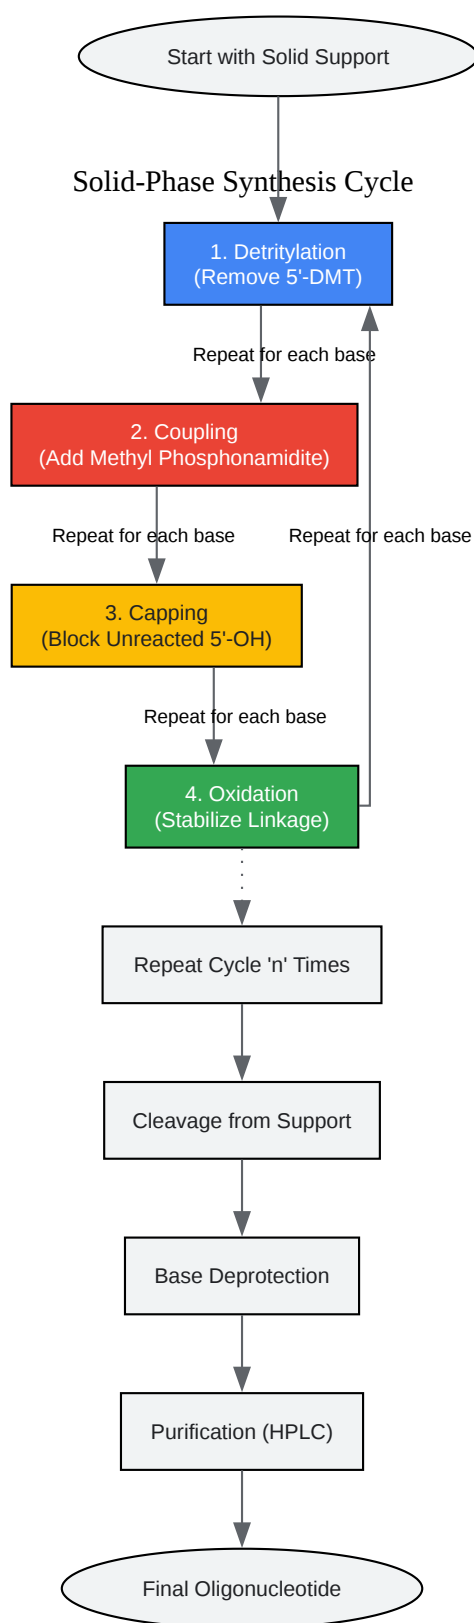 Start with Solid Support
Solid-Phase Synthesis Cycle
1. Detritylation
(Remove 5'-DMT)
Repeat for each base
2. Coupling
(Add Methyl Phosphonamidite)
Repeat for each base
Repeat for each base
3. Capping
(Block Unreacted 5'-OH)
Repeat for each base
4. Oxidation
(Stabilize Linkage)
Repeat Cycle 'n' Times
Cleavage from Support
Base Deprotection
Purification (HPLC)
Final Oligonucleotide